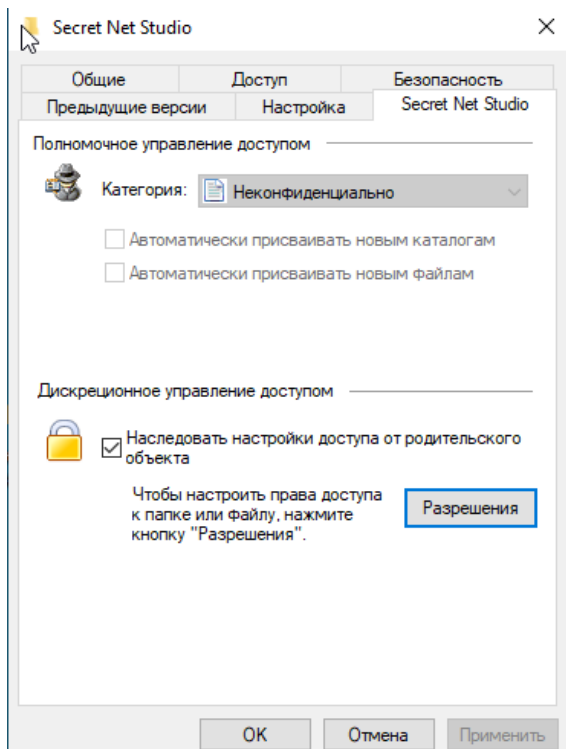 Secret Net Studio
Общие Доступ Безопасность
Предыдущие версии Настройка Secret Net Studio
Полномочное управление доступом
Категория: Неконфиденциально
Автоматически присваивать новым каталогам
Автоматически присваивать новым файлам
Дискреционное управление доступом
Наследовать настройки доступа от родительского
объекта
Чтобы настроить права доступа
к папке или файлу, нажмите
кнопку "Разрешения".
Разрешения
OK Отмена Применить